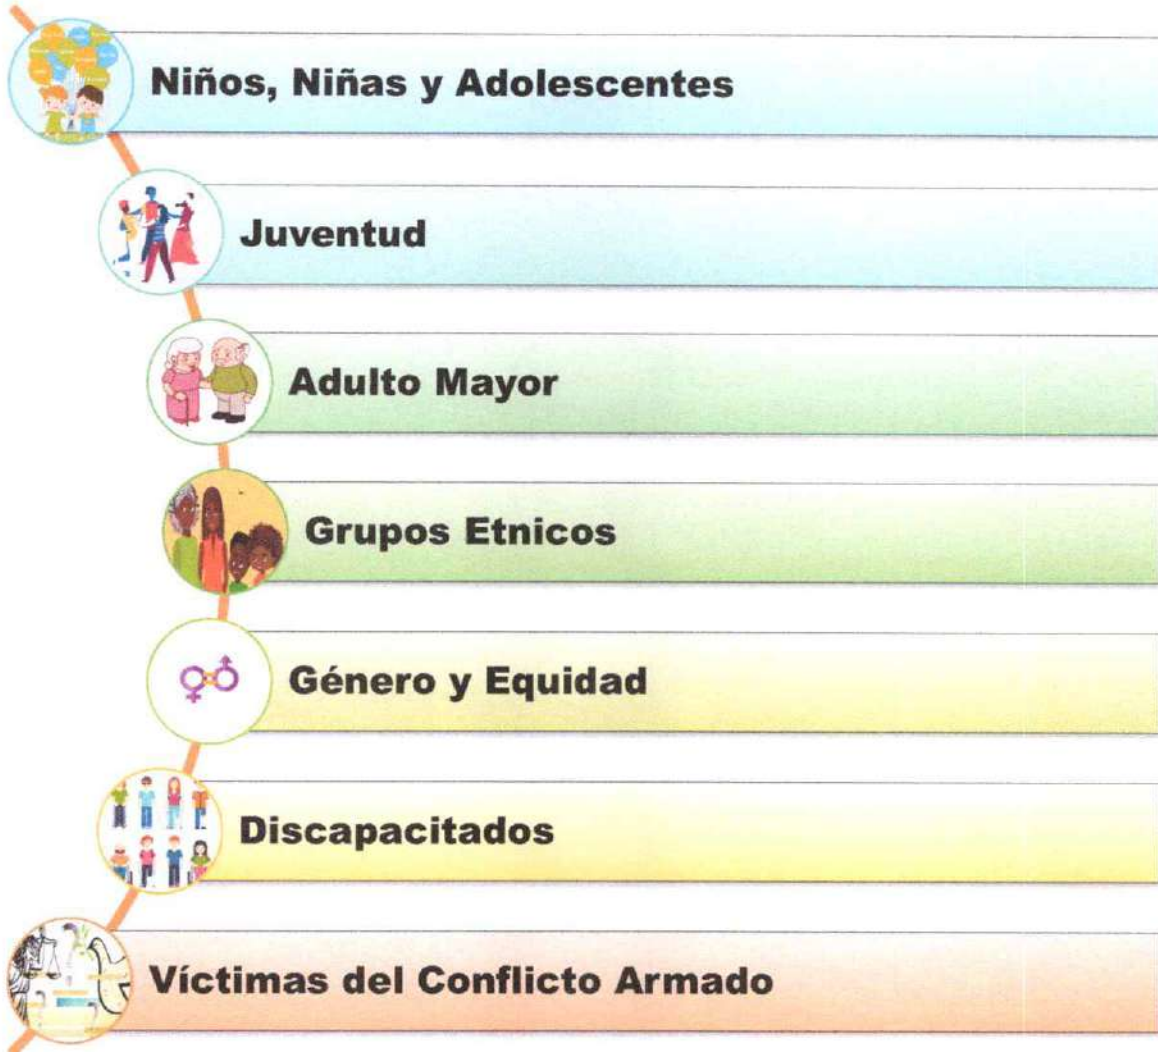 Niños, Niñas y Adolescentes
Juventud
Adulto Mayor
Grupos Etnicos
Género y Equidad
Discapacitados
Víctimas del Conflicto Armado